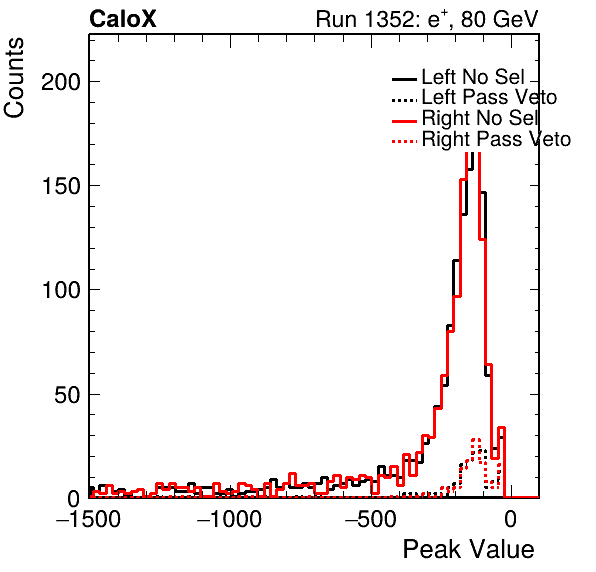 CaloX Run 1352: e+, 80 GeV
Counts
Left No Sel
Left Pass Veto
Right No Sel
Right Pass Veto
200
150
100
50
0
−1500 −1000 −500 0
Peak Value